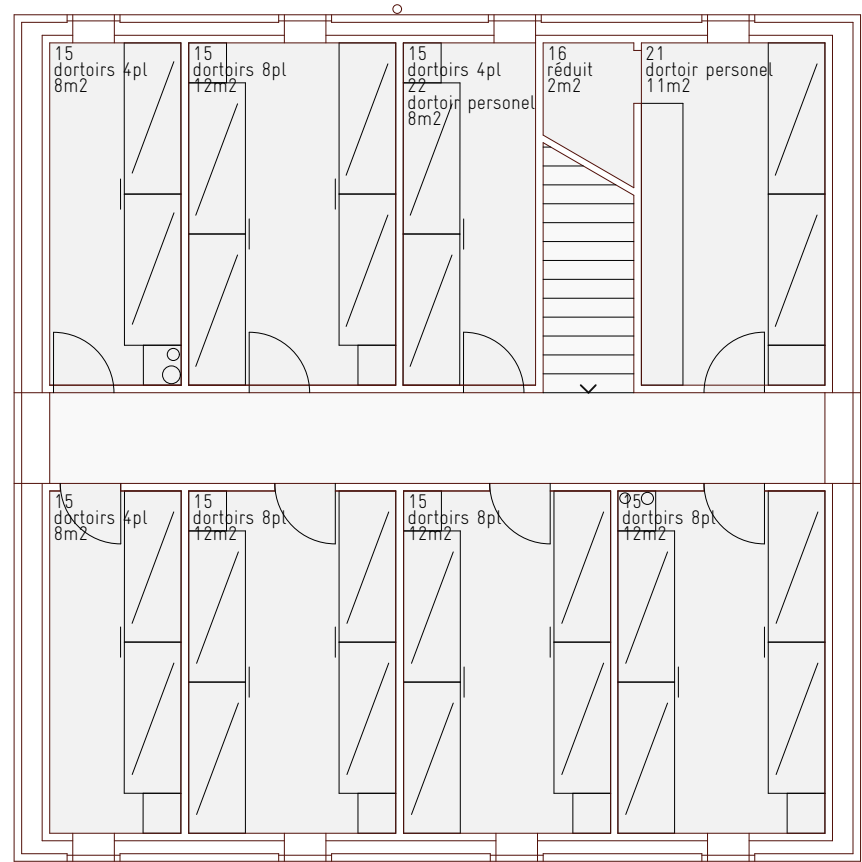 15
dortoirs 4pl
8m2
15
dortoirs 8pl
12m2
15
dortoirs 4pl
22
dortoir personel
8m2
16
réduit
2m2
21
dortoir personel
11m2
15
dortoirs 4pl
8m2
15
dortoirs 8pl
12m2
15
dortoirs 8pl
12m2
15
dortoirs 8pl
12m2